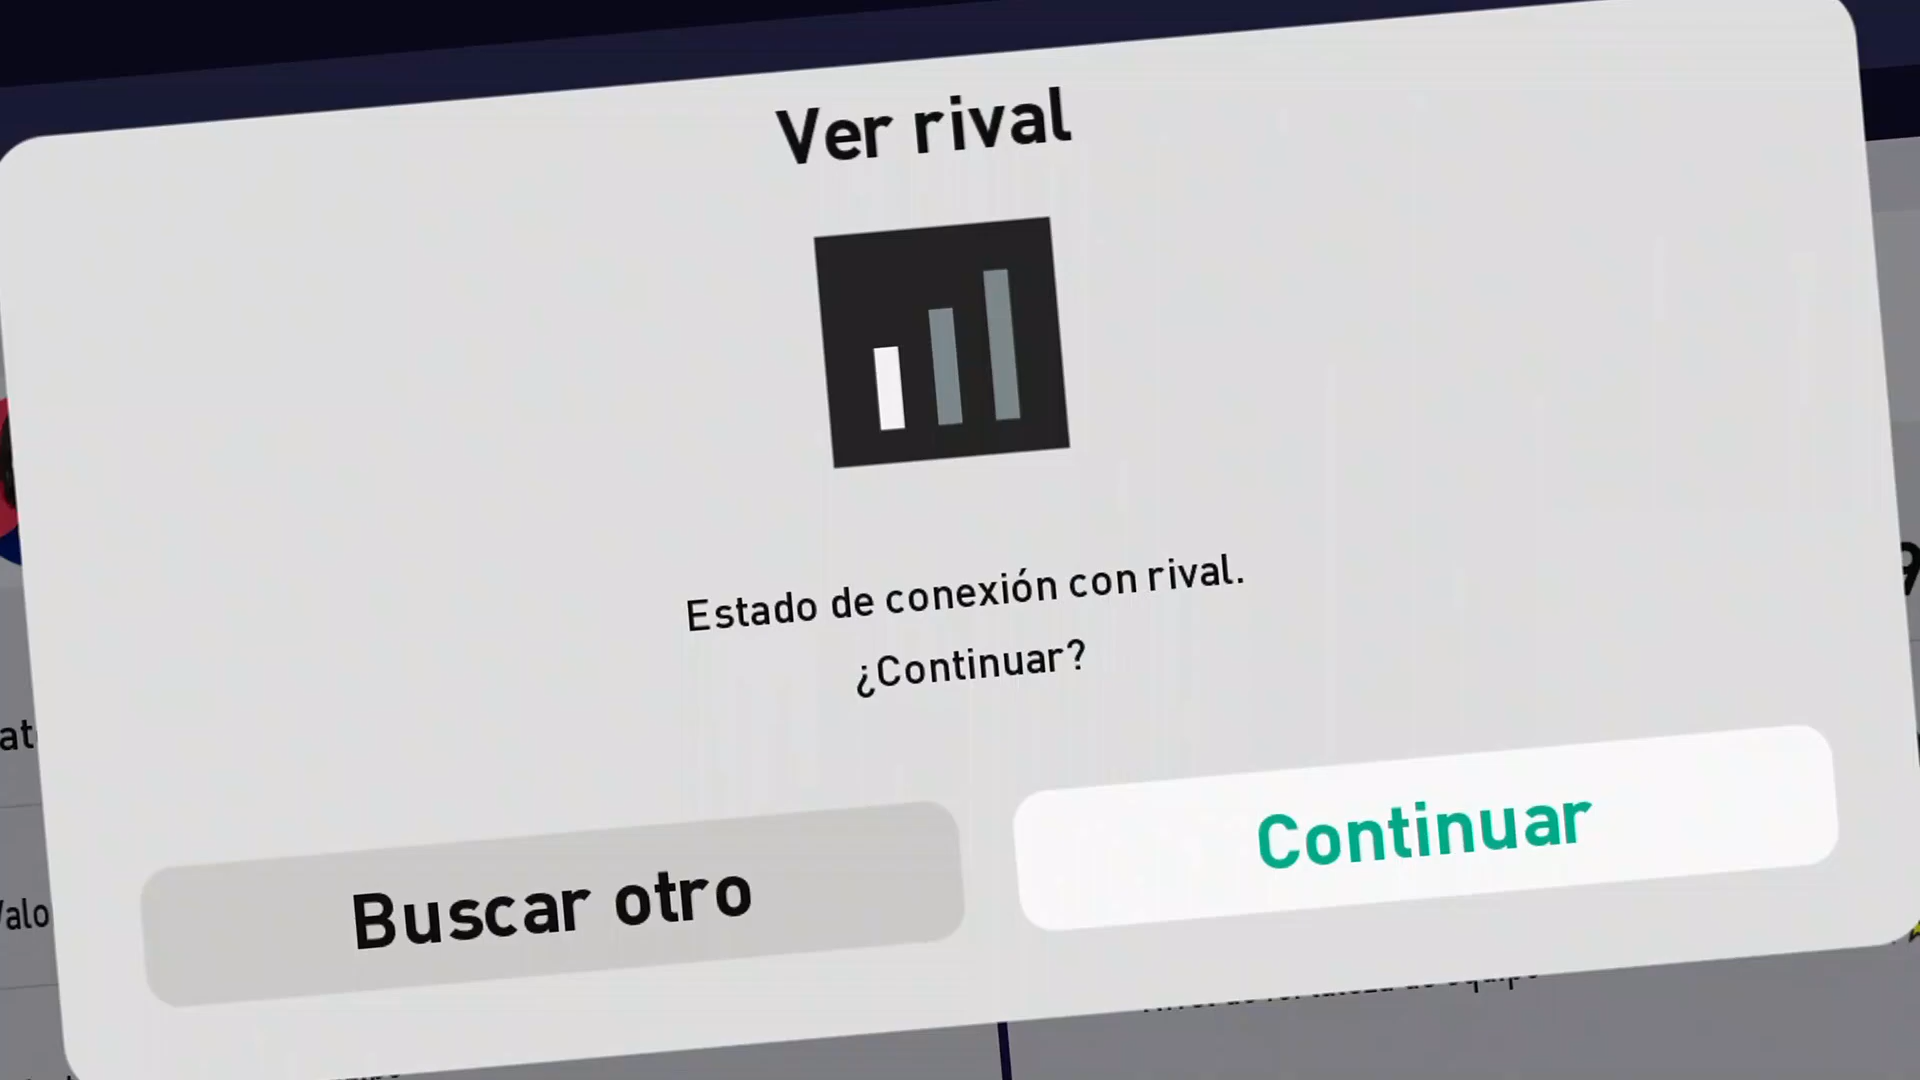 Ver rival
Estado de conexión con rival.
¿Continuar?
Buscar otro
Continuar